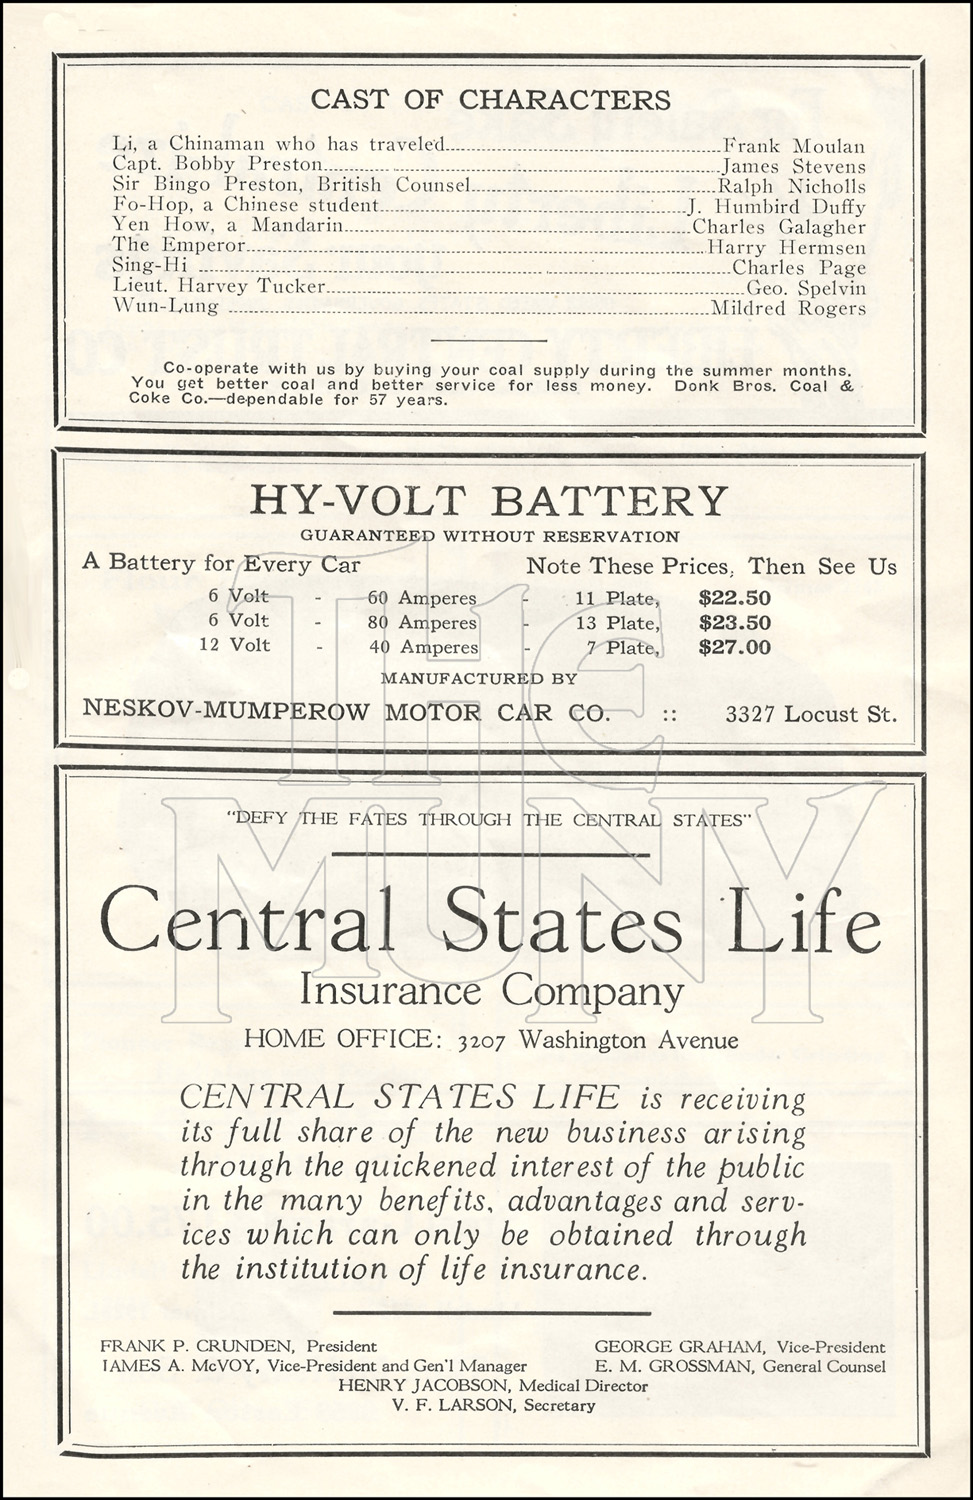 CAST OF CHARACTERS
Li, a Chinaman who has traveled Frank Moulan
Capt. Bobby Preston James Stevens
Sir Bingo Preston, British Counsel Ralph Nicholls
Fo-Hop, a Chinese student J. Humbird Duffy
Yen How, a Mandarin Charles Galagher
The Emperor Harry Hermsen
Sing-Hi Charles Page
Lieut. Harvey Tucker Geo. Spelvin
Wun-Lung Mildred Rogers
Co-operate with us by buying your coal supply during the summer months.
You get better coal and better service for less money. Donk Bros. Coal &
Coke Co.—dependable for 57 years.
HY-VOLT BATTERY
GUARANTEED WITHOUT RESERVATION
A Battery for Every Car Note These Prices, Then See Us
6 Volt - 60 Amperes - 11 Plate, $22.50
6 Volt - 80 Amperes - 13 Plate, $23.50
12 Volt - 40 Amperes - 7 Plate, $27.00
MANUFACTURED BY
NESKOV-MUMPEROW MOTOR CAR CO. :: 3327 Locust St.
THE
MUNY
"DEFY THE FATES THROUGH THE CENTRAL STATES"
Central States Life
Insurance Company
HOME OFFICE: 3207 Washington Avenue
CENTRAL STATES LIFE is receiving
its full share of the new business arising
through the quickened interest of the public
in the many benefits, advantages and serv-
ices which can only be obtained through
the institution of life insurance.
FRANK P. CRUNDEN, President GEORGE GRAHAM, Vice-President
JAMES A. McVOY, Vice-President and Gen'l Manager E. M. GROSSMAN, General Counsel
HENRY JACOBSON, Medical Director
V. F. LARSON, Secretary